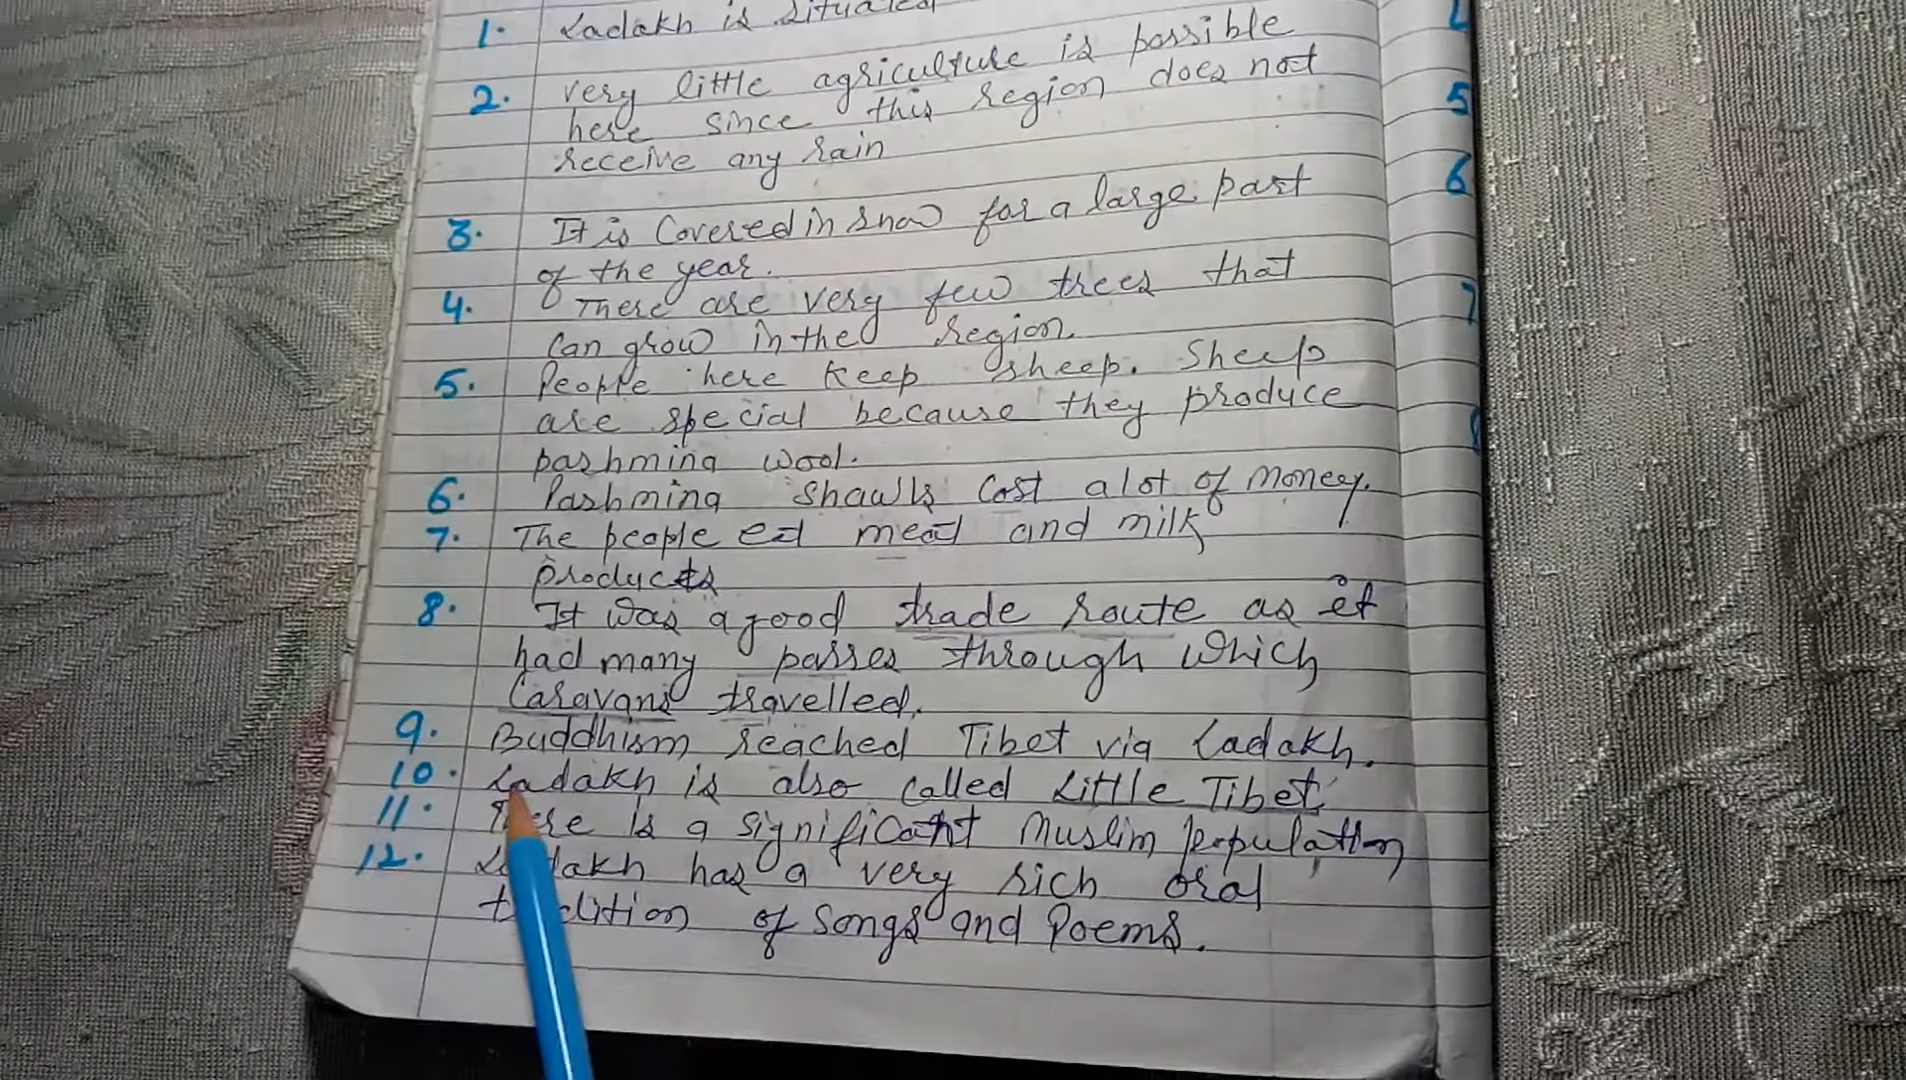 1. Ladakh is situated
2. very little agriculture is possible
here since this region does not
receive any rain
3. It is Covered in snow for a large part
of the year.
4. There are very few trees that
can grow in the region.
5. People here keep sheep. Sheep
are special because they produce
pashmina wool.
6. Pashmina shawls cost a lot of money.
7. The people eat meat and milk
products
8. It was a good trade route as it
had many passes through which
Caravans travelled.
9. Buddhism reached Tibet via Ladakh.
10. Ladakh is also called Little Tibet.
11. There is a significant Muslim population
12. Ladakh has a very rich oral
tradition of Songs and Poems.
5
6
7